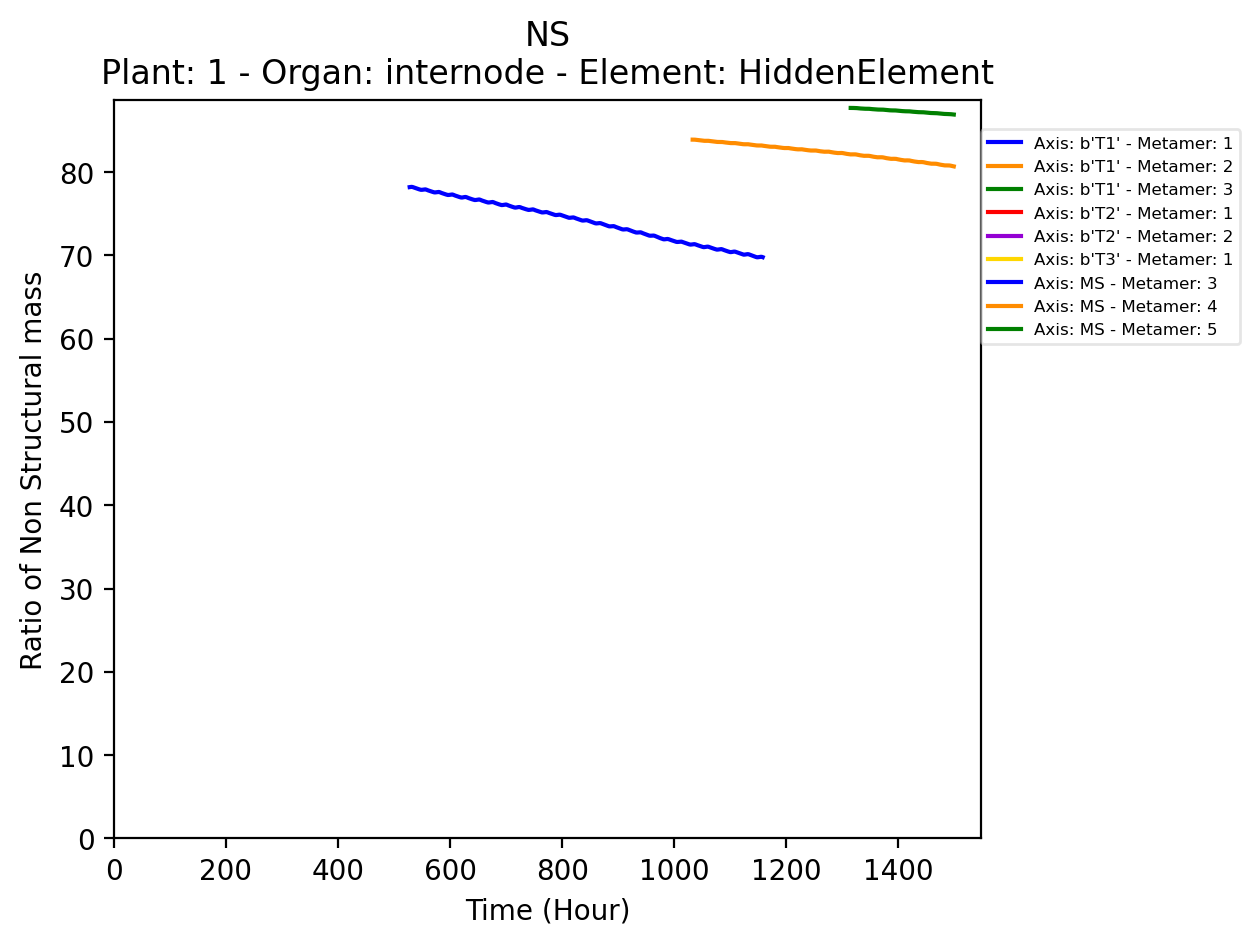 NS
Plant: 1 - Organ: internode - Element: HiddenElement
Ratio of Non Structural mass
80
70
60
50
40
30
20
10
0
0 200 400 600 800 1000 1200 1400
Time (Hour)
Axis: b'T1' - Metamer: 1
Axis: b'T1' - Metamer: 2
Axis: b'T1' - Metamer: 3
Axis: b'T2' - Metamer: 1
Axis: b'T2' - Metamer: 2
Axis: b'T3' - Metamer: 1
Axis: MS - Metamer: 3
Axis: MS - Metamer: 4
Axis: MS - Metamer: 5